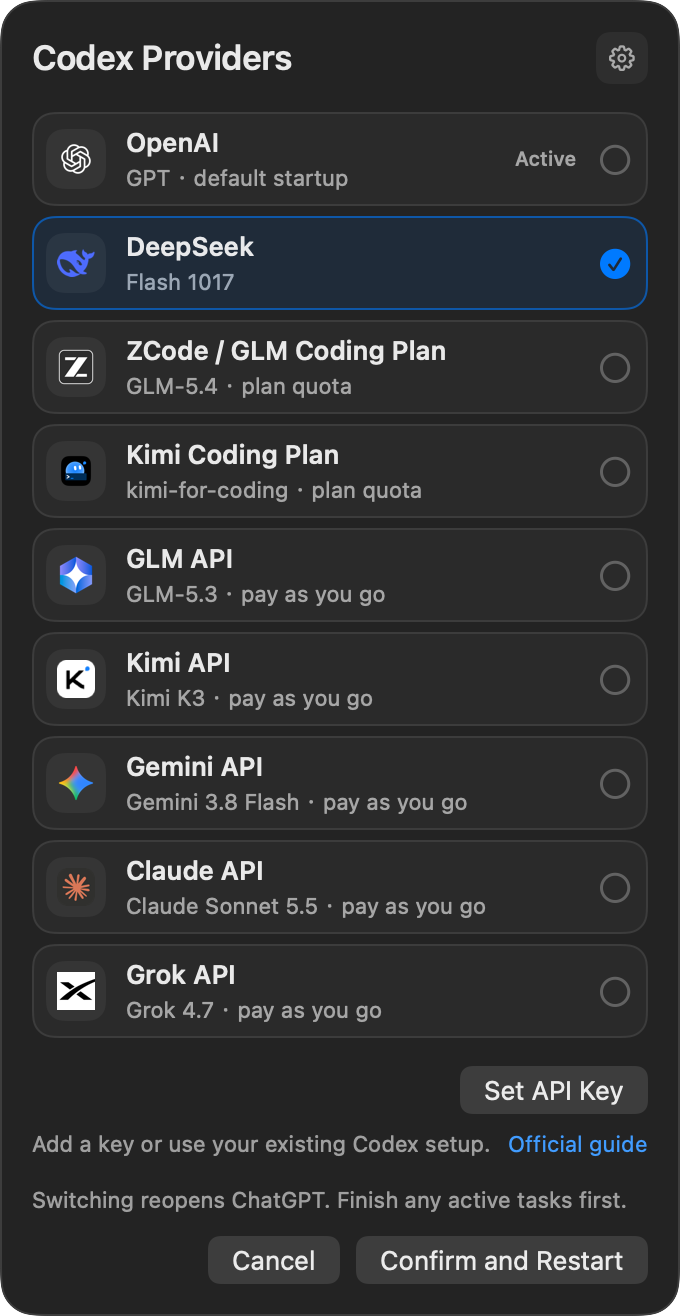 Codex Providers
OpenAI
Active
GPT · default startup
DeepSeek
Flash 1017
ZCode / GLM Coding Plan
GLM-5.4 · plan quota
Kimi Coding Plan
kimi-for-coding · plan quota
GLM API
GLM-5.3 · pay as you go
Kimi API
Kimi K3 · pay as you go
Gemini API
Gemini 3.8 Flash · pay as you go
Claude API
Claude Sonnet 5.5 · pay as you go
Grok API
Grok 4.7 · pay as you go
Set API Key
Add a key or use your existing Codex setup. Official guide
Switching reopens ChatGPT. Finish any active tasks first.
Cancel
Confirm and Restart